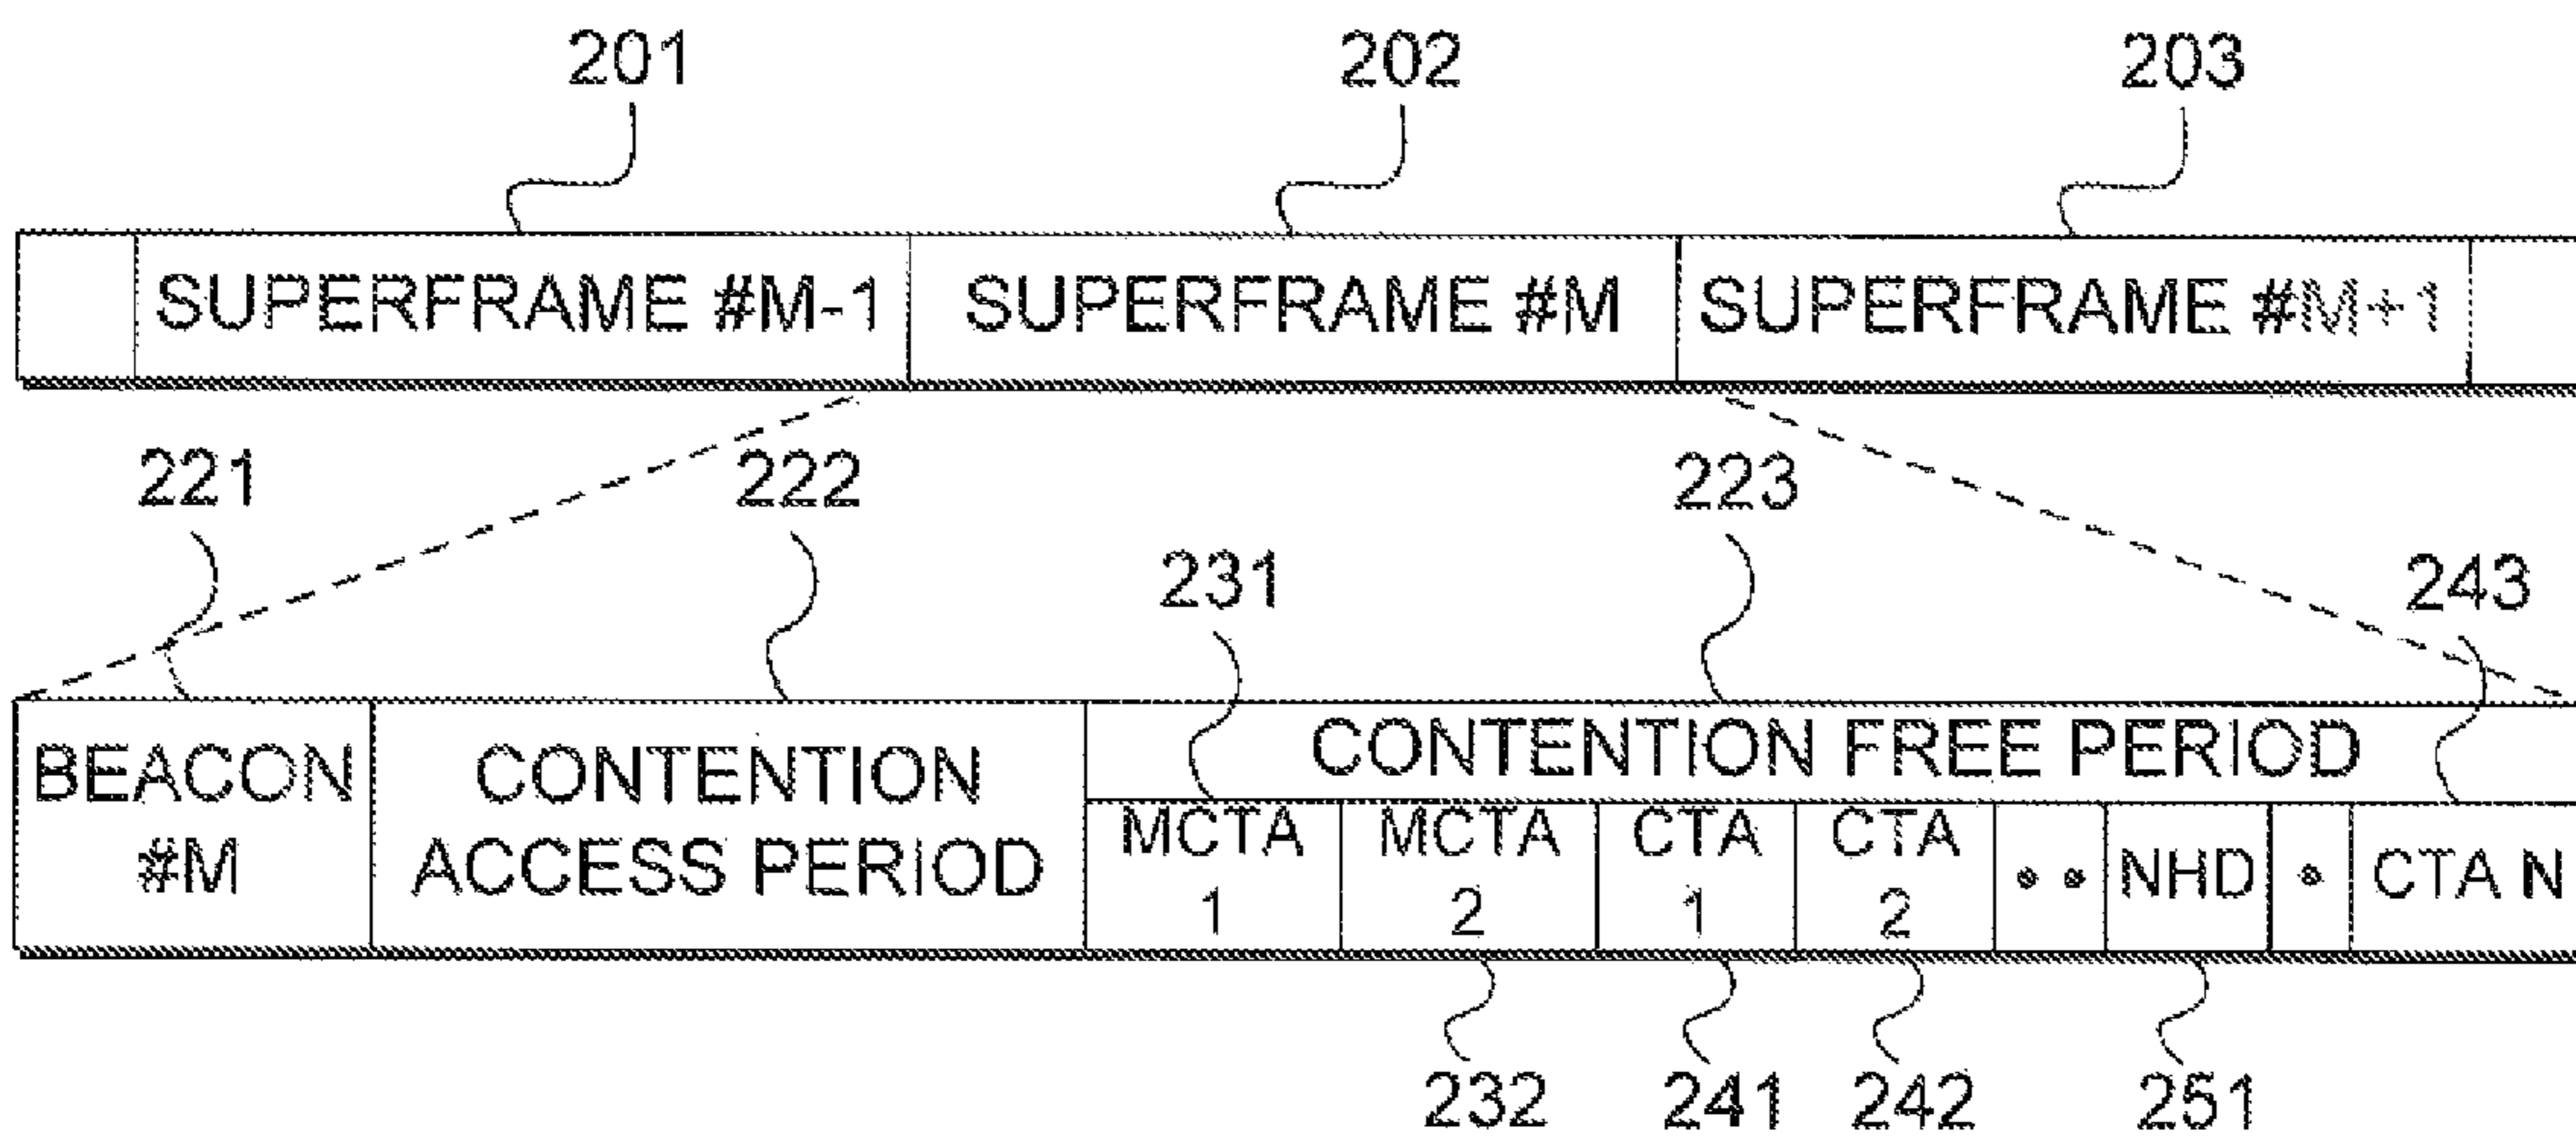 201 202 203
SUPERFRAME #M-1 SUPERFRAME #M SUPERFRAME #M+1
221 222 223
231 243
CONTENTION FREE PERIOD
BEACON CONTENTION
#M ACCESS PERIOD
MCTA MCTA CTA CTA
1 2 1 2
•• NHD • CTA N
232 241 242 251